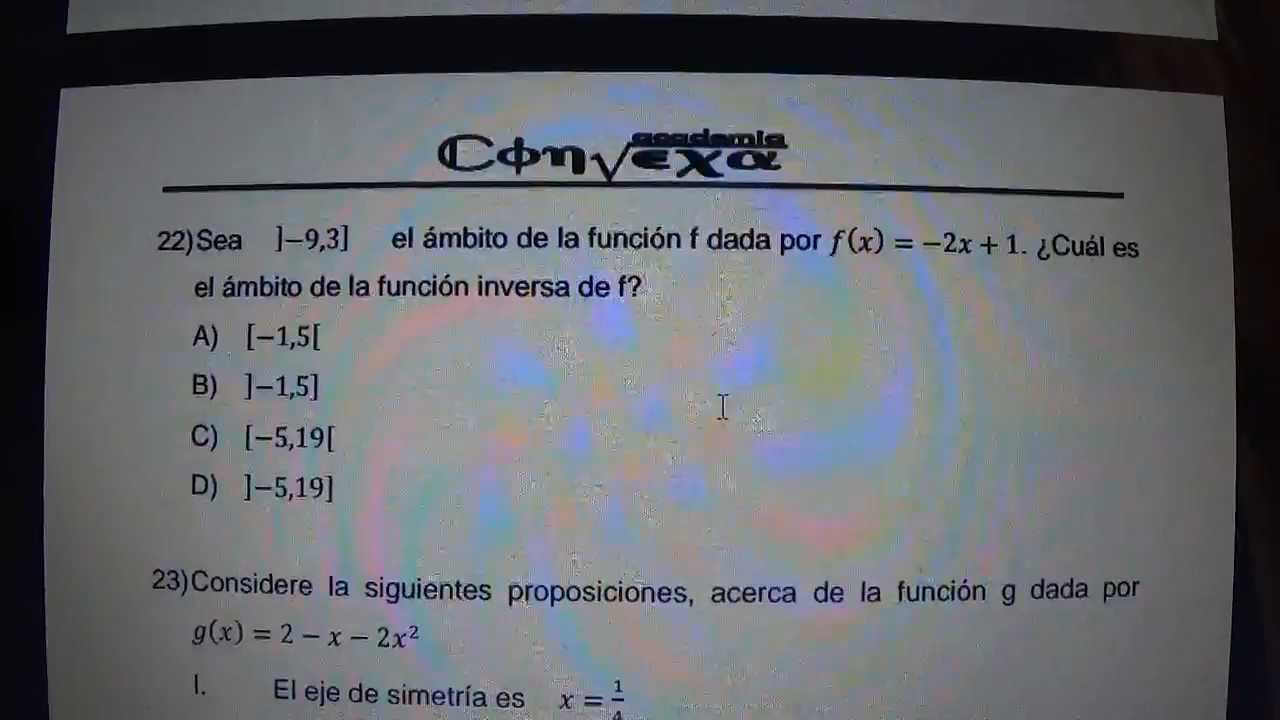 ℂϕη√εχα academia
22)Sea ]−9,3] el ámbito de la función f dada por f(x) = −2x + 1. ¿Cuál es
el ámbito de la función inversa de f?
A) [−1,5[
B) ]−1,5]
C) [−5,19[
D) ]−5,19]
23)Considere la siguientes proposiciones, acerca de la función g dada por
g(x) = 2 − x − 2x²
I. El eje de simetría es x = 1/4